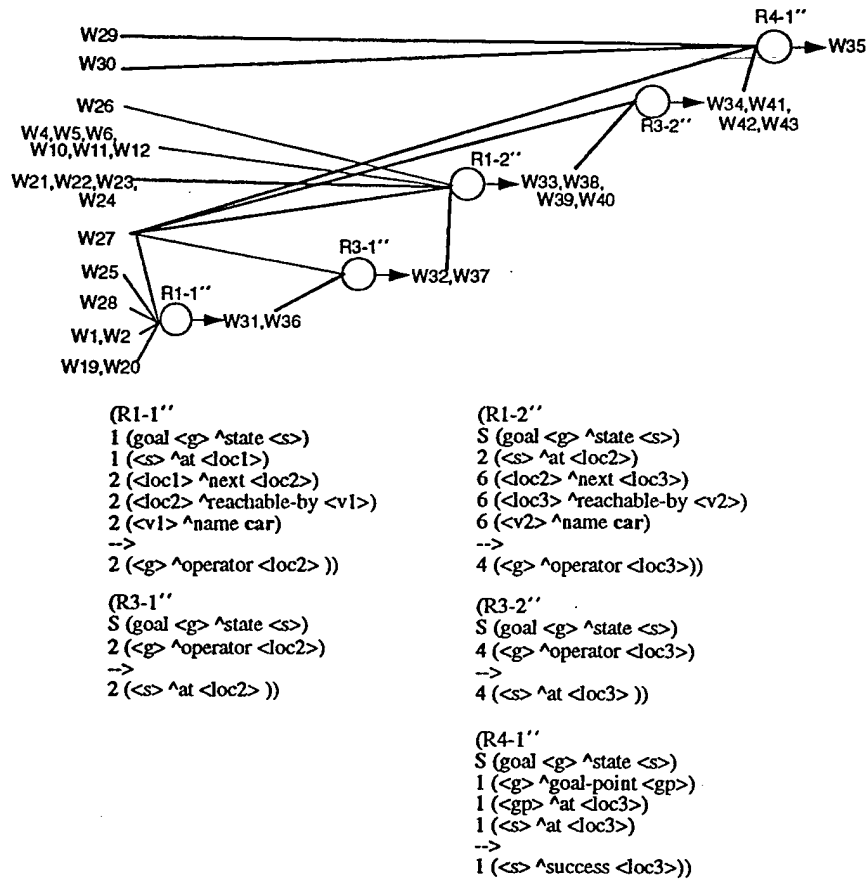 R4-1′′
W29
W35
W30
W26
R3-2′′
W34,W41,
W42,W43
W4,W5,W6,
W10,W11,W12
R1-2′′
W21,W22,W23,
W24
W33,W38,
W39,W40
W27
R3-1′′
W25
R1-1′′
W32,W37
W28
W31,W36
W1,W2
W19,W20
(R1-1′′
1 (goal <g> ^state <s>)
1 (<s> ^at <loc1>)
2 (<loc1> ^next <loc2>)
2 (<loc2> ^reachable-by <v1>)
2 (<v1> ^name car)
-->
2 (<g> ^operator <loc2> ))
(R3-1′′
S (goal <g> ^state <s>)
2 (<g> ^operator <loc2>)
-->
2 (<s> ^at <loc2> ))
(R1-2′′
S (goal <g> ^state <s>)
2 (<s> ^at <loc2>)
6 (<loc2> ^next <loc3>)
6 (<loc3> ^reachable-by <v2>)
6 (<v2> ^name car)
-->
4 (<g> ^operator <loc3>))
(R3-2′′
S (goal <g> ^state <s>)
4 (<g> ^operator <loc3>)
-->
4 (<s> ^at <loc3> ))
(R4-1′′
S (goal <g> ^state <s>)
1 (<g> ^goal-point <gp>)
1 (<gp> ^at <loc3>)
1 (<s> ^at <loc3>)
-->
1 (<s> ^success <loc3>))